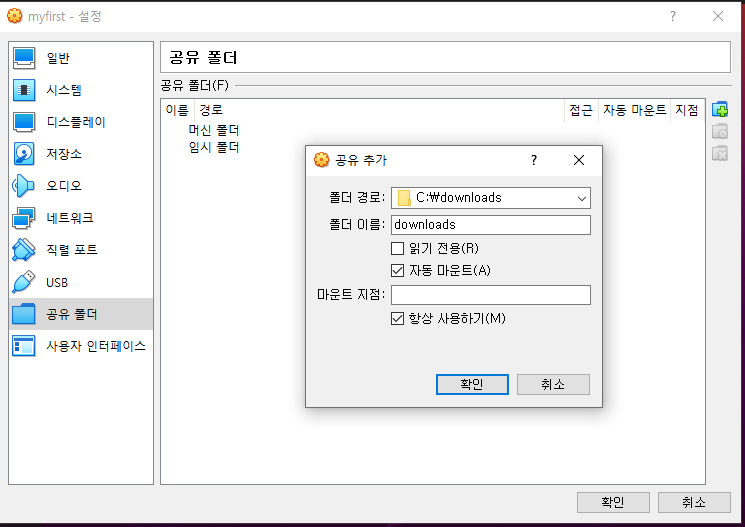 myfirst - 설정
?
일반
시스템
디스플레이
저장소
오디오
네트워크
직렬 포트
USB
공유 폴더
사용자 인터페이스
공유 폴더
공유 폴더(F)
이름 경로 접근 자동 마운트 지점
머신 폴더
임시 폴더
공유 추가 ?
폴더 경로: C:\downloads
폴더 이름: downloads
읽기 전용(R)
자동 마운트(A)
마운트 지점:
항상 사용하기(M)
확인 취소
확인 취소